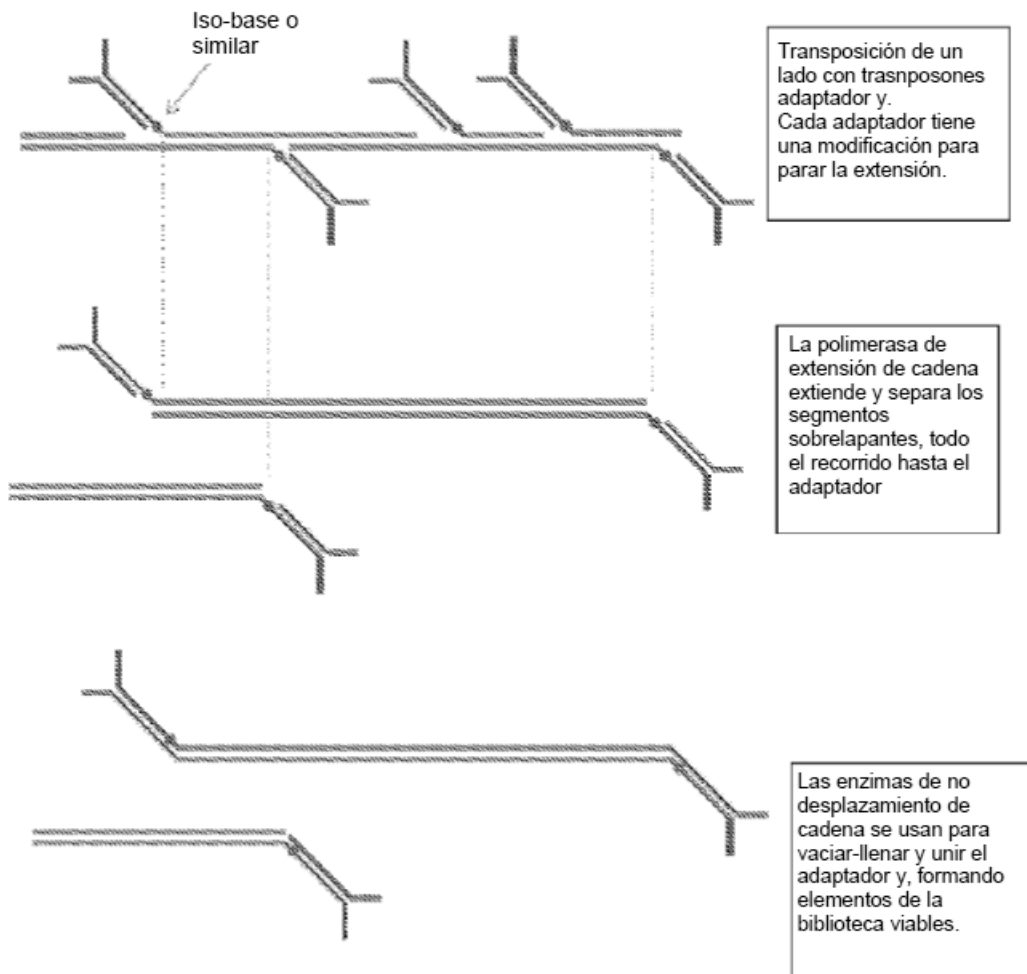 Iso-base o
similar
Transposición de un
lado con trasnposones
adaptador y.
Cada adaptador tiene
una modificación para
parar la extensión.
La polimerasa de
extensión de cadena
extiende y separa los
segmentos
sobrelapantes, todo
el recorrido hasta el
adaptador
Las enzimas de no
desplazamiento de
cadena se usan para
vaciar-llenar y unir el
adaptador y, formando
elementos de la
biblioteca viables.